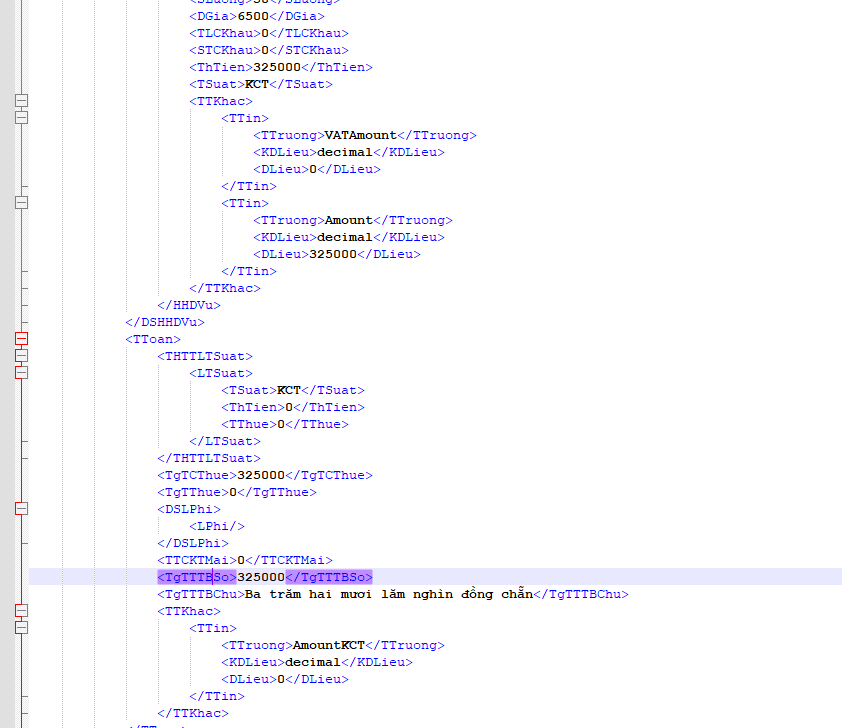 <SLuong>50</SLuong>
<DGia>6500</DGia>
<TLCKhau>0</TLCKhau>
<STCKhau>0</STCKhau>
<ThTien>325000</ThTien>
<TSuat>KCT</TSuat>
<TTKhac>
<TTin>
<TTruong>VATAmount</TTruong>
<KDLieu>decimal</KDLieu>
<DLieu>0</DLieu>
</TTin>
<TTin>
<TTruong>Amount</TTruong>
<KDLieu>decimal</KDLieu>
<DLieu>325000</DLieu>
</TTin>
</TTKhac>
</HHDVu>
</DSHHDVu>
<TToan>
<THTTLTSuat>
<LTSuat>
<TSuat>KCT</TSuat>
<ThTien>0</ThTien>
<TThue>0</TThue>
</LTSuat>
</THTTLTSuat>
<TgTCThue>325000</TgTCThue>
<TgTThue>0</TgTThue>
<DSLPhi>
<LPhi/>
</DSLPhi>
<TTCKTMai>0</TTCKTMai>
<TgTTTBSo>325000</TgTTTBSo>
<TgTTTBChu>Ba trăm hai mươi lăm nghìn đồng chẵn</TgTTTBChu>
<TTKhac>
<TTin>
<TTruong>AmountKCT</TTruong>
<KDLieu>decimal</KDLieu>
<DLieu>0</DLieu>
</TTin>
</TTKhac>